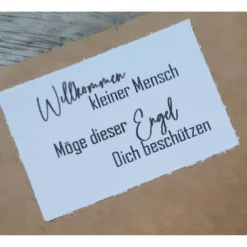 Willkommen
kleiner Mensch
Möge dieser Engel
Dich beschützen